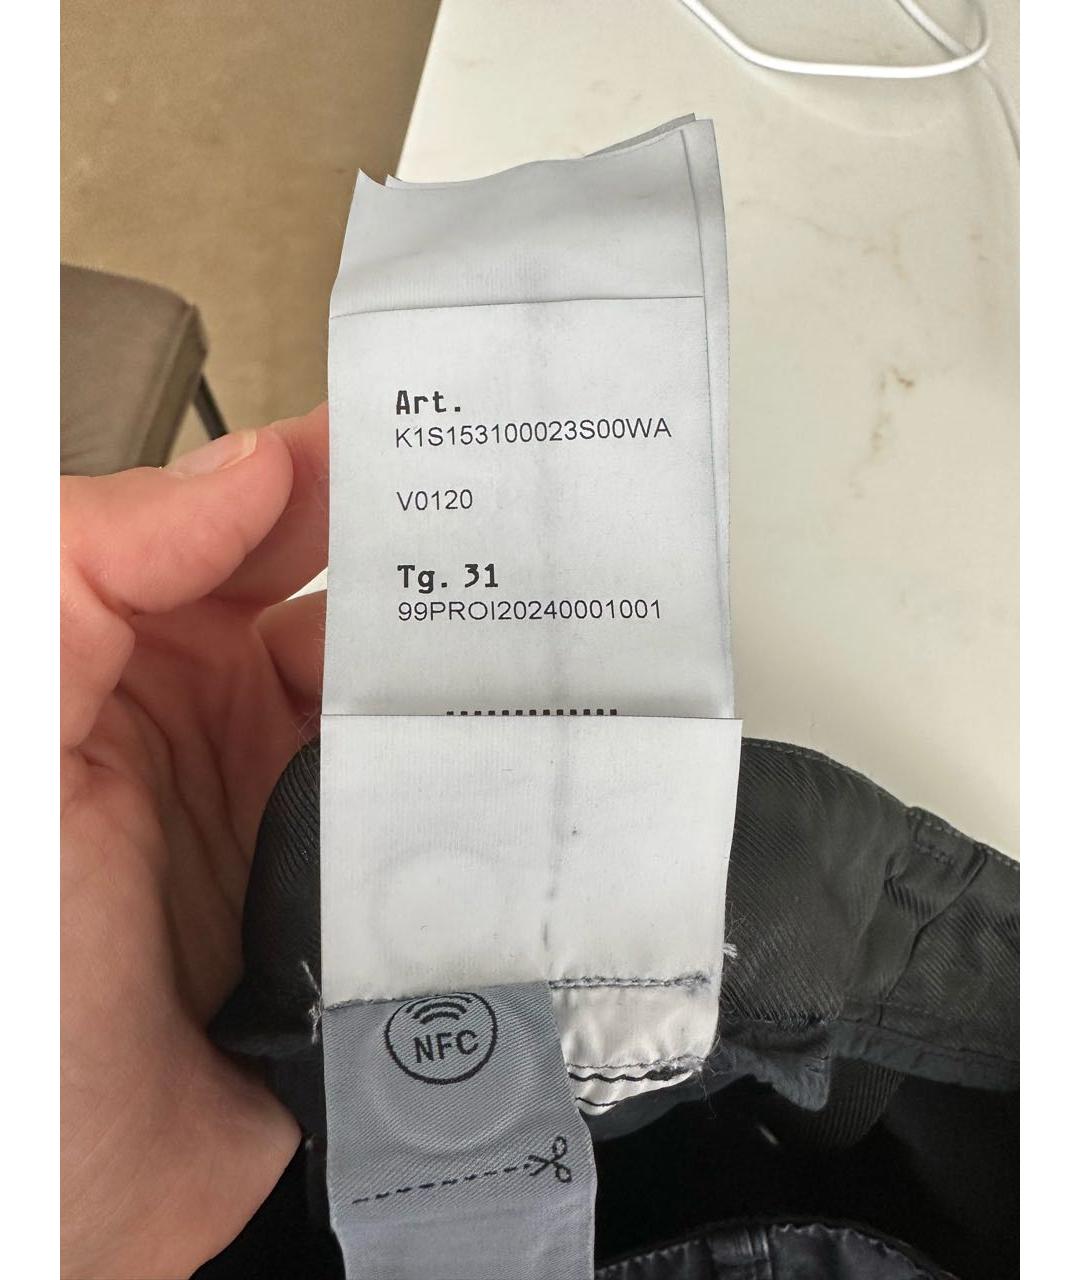 Art.
K1S153100023S00WA
V0120
Tg. 31
99PROI20240001001
NFC